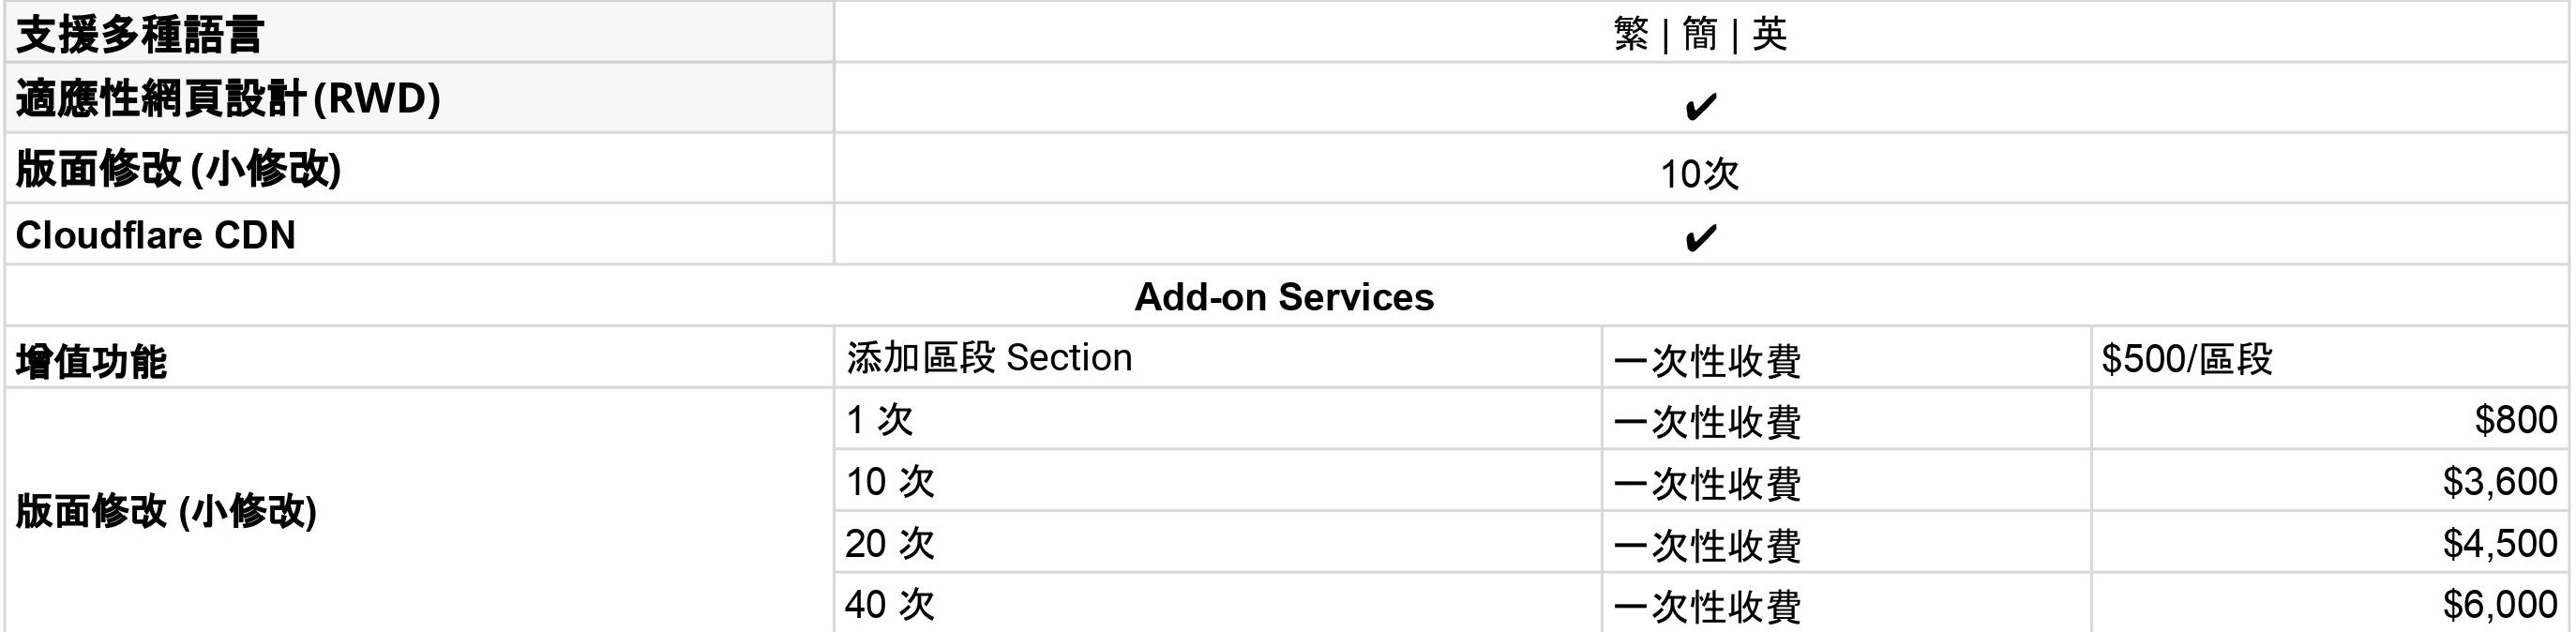 支援多種語言 繁 | 簡 | 英
適應性網頁設計(RWD) ✔
版面修改 (小修改) 10次
Cloudflare CDN ✔
Add-on Services
增值功能 添加區段 Section 一次性收費 $500/區段
1 次 一次性收費 $800
10 次 一次性收費 $3,600
版面修改 (小修改)
20 次 一次性收費 $4,500
40 次 一次性收費 $6,000